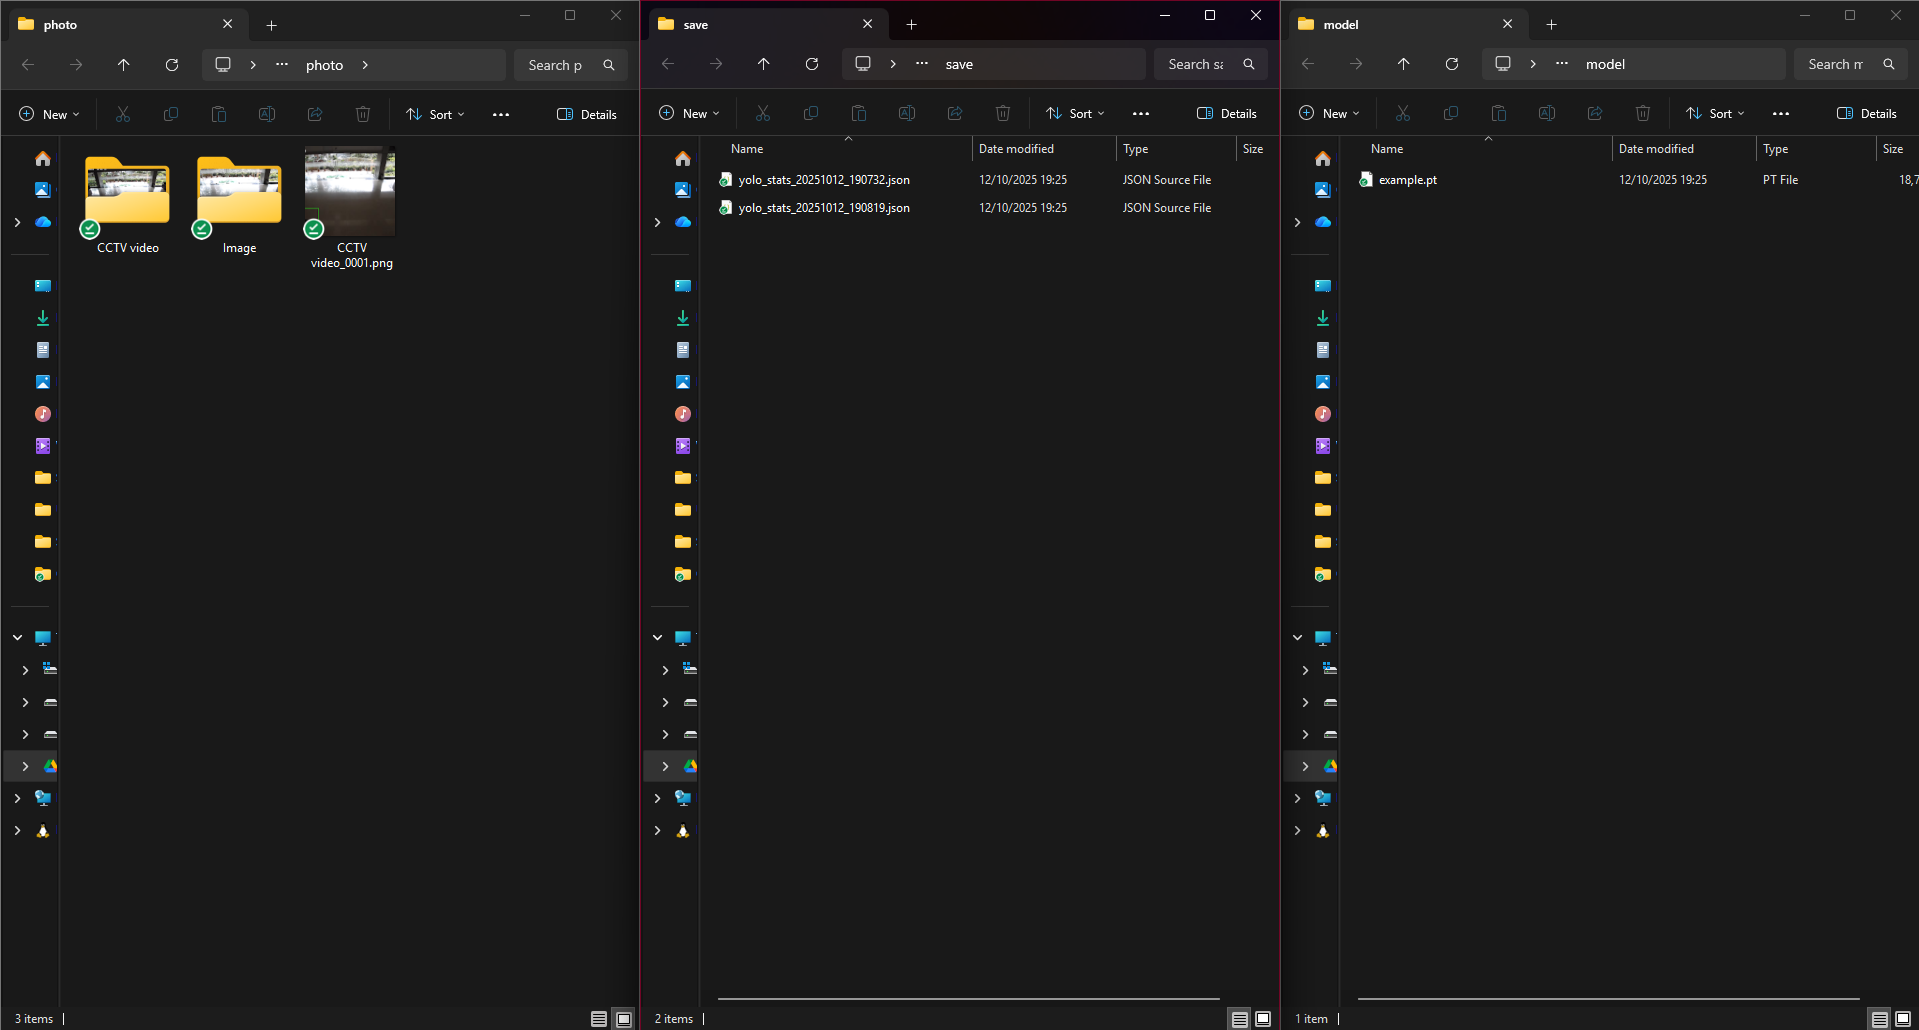 photo
photo
Search p
New
Sort
Details
CCTV video
Image
CCTV
video_0001.png
3 items
save
save
Search sa
New
Sort
Details
Name
Date modified
Type
Size
yolo_stats_20251012_190732.json
12/10/2025 19:25
JSON Source File
yolo_stats_20251012_190819.json
12/10/2025 19:25
JSON Source File
2 items
model
model
Search m
New
Sort
Details
Name
Date modified
Type
Size
example.pt
12/10/2025 19:25
PT File
18,7
1 item